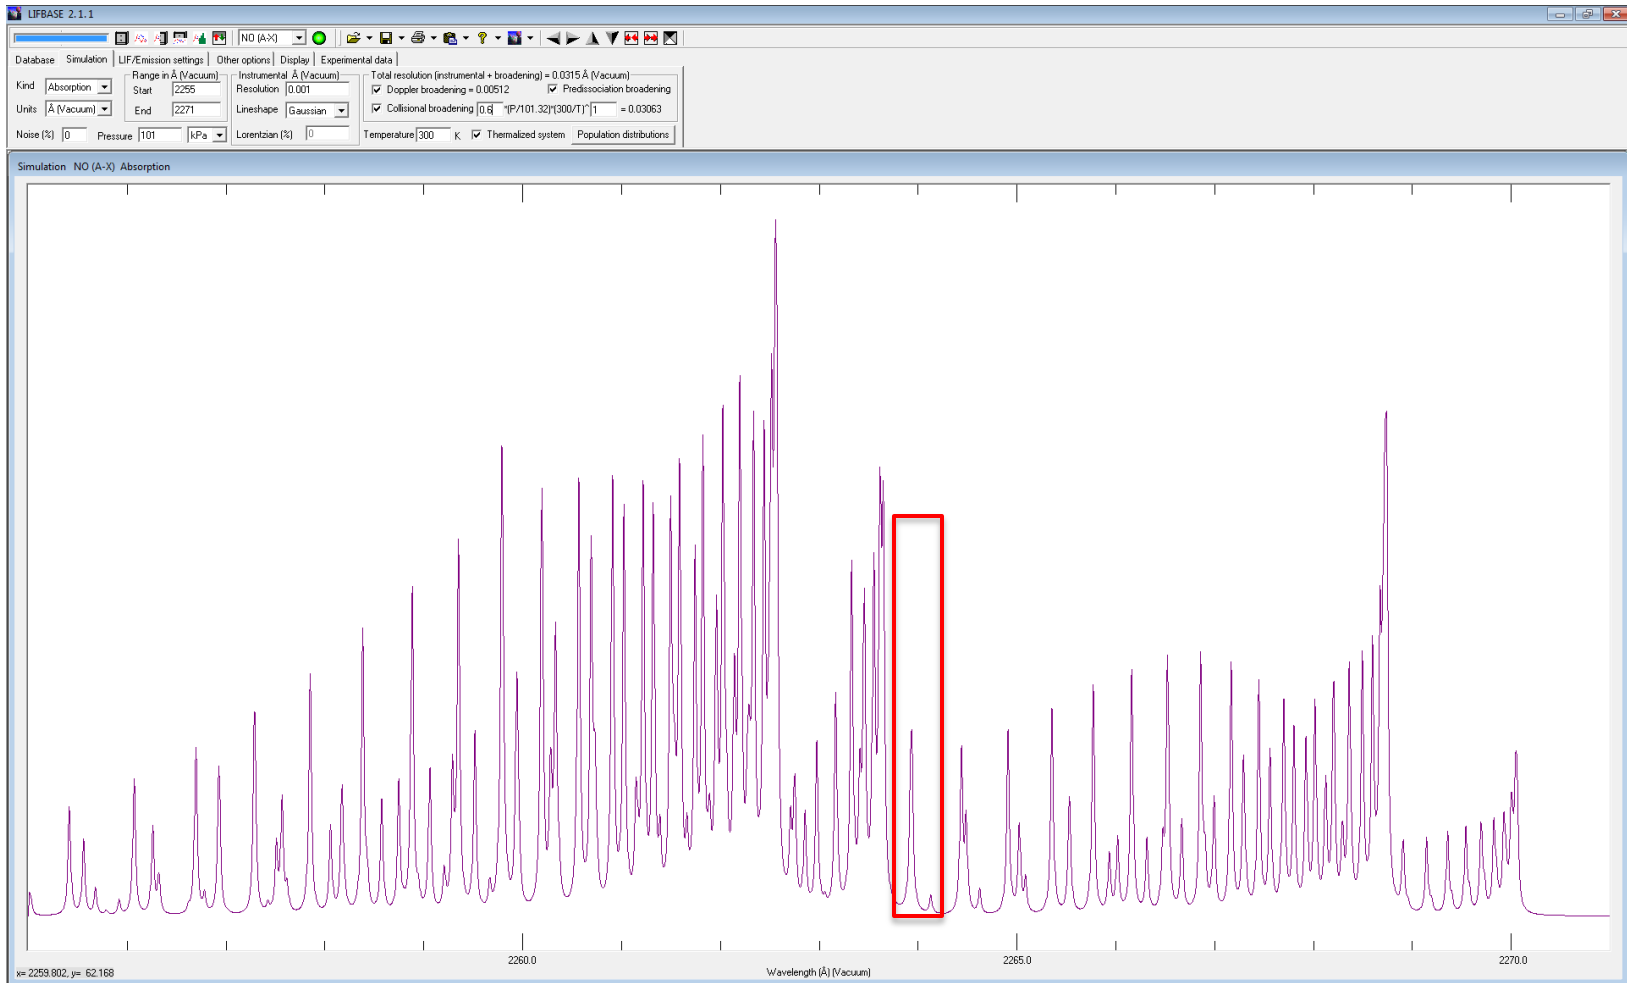 LIFBASE 2.1.1
NO (A-X)
Database Simulation LIF/Emission settings Other options Display Experimental data
Kind Absorption Range in Å (Vacuum) Instrumental Å (Vacuum) Total resolution (instrumental + broadening) = 0.0315 Å (Vacuum)
Start 2255 Resolution 0.001 Doppler broadening = 0.00512 Predissociation broadening
Units Å (Vacuum) End 2271 Lineshape Gaussian Collisional broadening 0.6 *(P/101.32)*(300/T)^ 1 = 0.03063
Noise (%) 0 Pressure 101 kPa Lorentzian (%) 0 Temperature 300 K Thermalized system Population distributions
Simulation NO (A-X) Absorption
2260.0 2265.0 2270.0
x= 2259.802, y= 62.168 Wavelength (Å) (Vacuum)